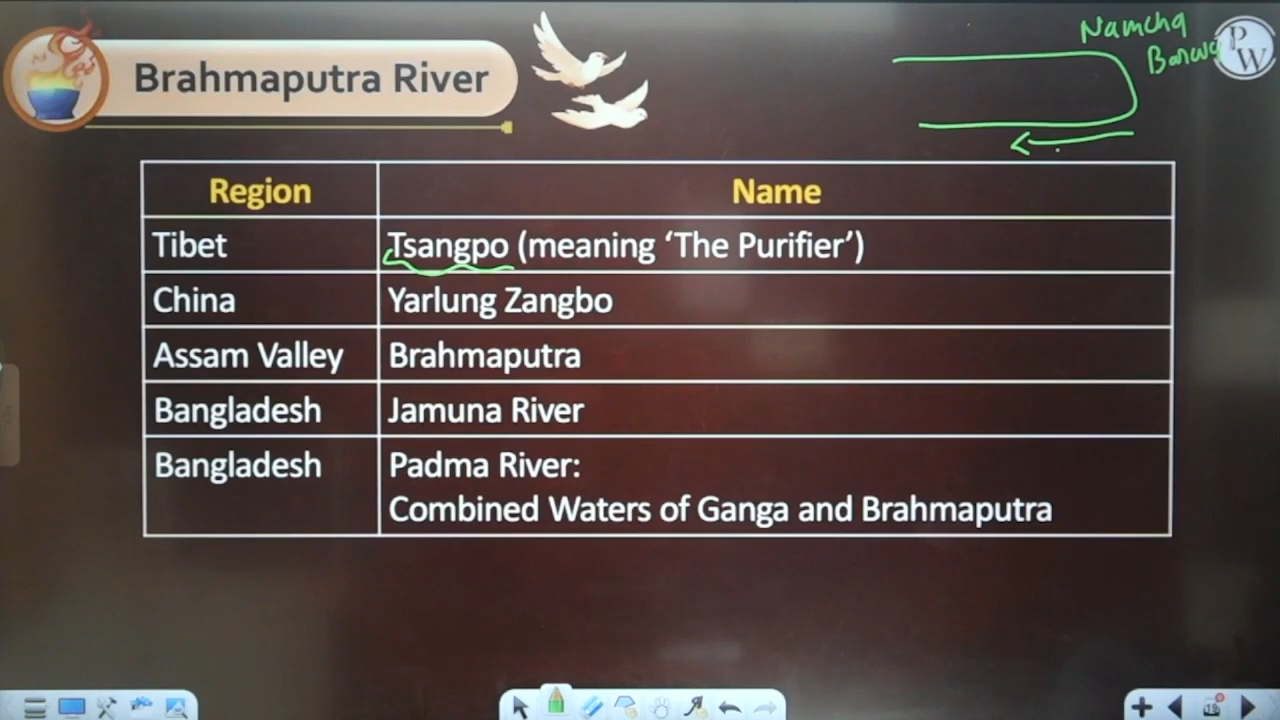 Namcha
Barwa
PW
Brahmaputra River
Region Name
Tibet Tsangpo (meaning ‘The Purifier’)
China Yarlung Zangbo
Assam Valley Brahmaputra
Bangladesh Jamuna River
Bangladesh Padma River:
Combined Waters of Ganga and Brahmaputra